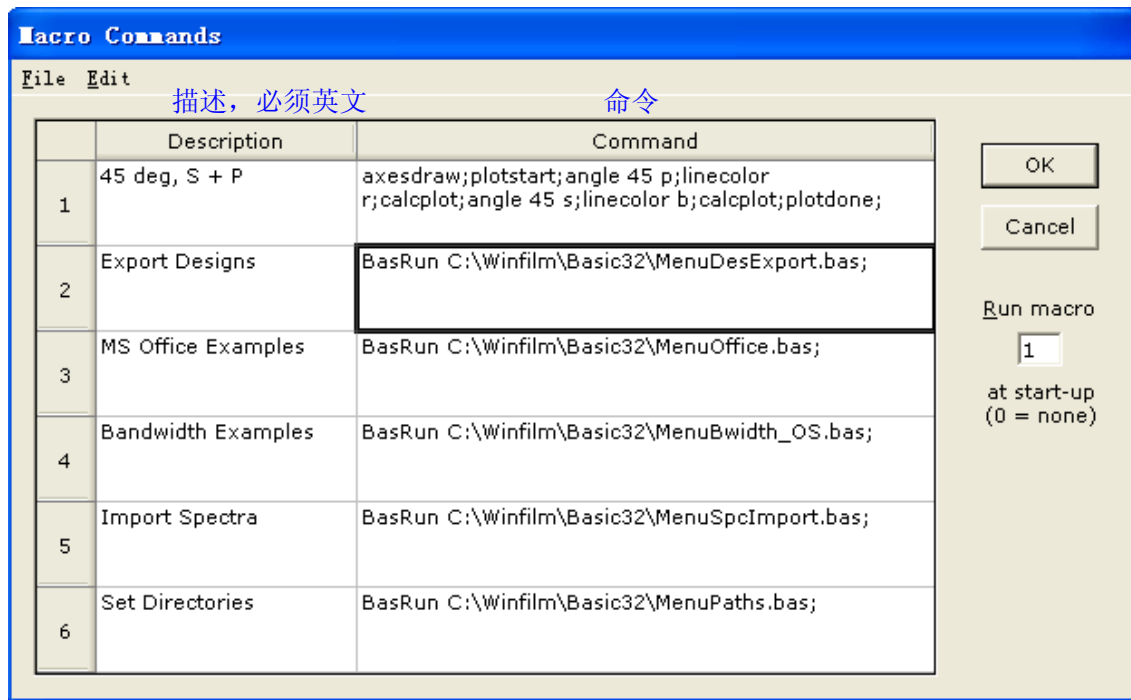 Macro Commands
File Edit
描述，必须英文 命令
Description Command
1 45 deg, S + P axesdraw;plotstart;angle 45 p;linecolor
r;calcplot;angle 45 s;linecolor b;calcplot;plotdone;
2 Export Designs BasRun C:\Winfilm\Basic32\MenuDesExport.bas;
3 MS Office Examples BasRun C:\Winfilm\Basic32\MenuOffice.bas;
4 Bandwidth Examples BasRun C:\Winfilm\Basic32\MenuBwidth_OS.bas;
5 Import Spectra BasRun C:\Winfilm\Basic32\MenuSpcImport.bas;
6 Set Directories BasRun C:\Winfilm\Basic32\MenuPaths.bas;
OK
Cancel
Run macro
1
at start-up
(0 = none)